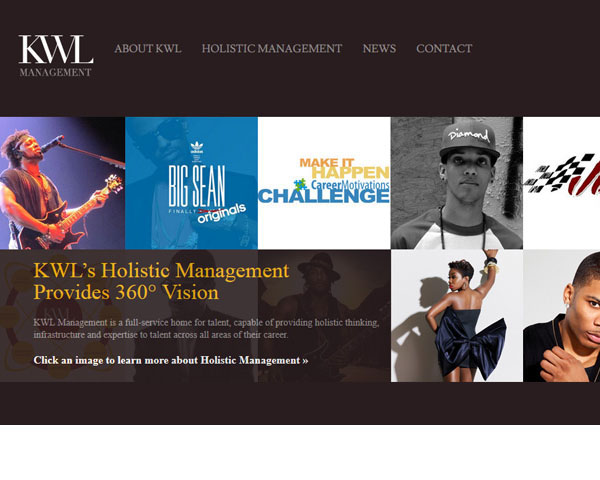 KWL
MANAGEMENT
ABOUT KWL
HOLISTIC MANAGEMENT
NEWS
CONTACT
adidas
BIG SEAN
FINALLY
originals
MAKE IT
HAPPEN
CareerMotivations
CHALLENGE
Diamond
KWL's Holistic Management
Provides 360° Vision
KWL Management is a full-service home for talent, capable of providing holistic thinking,
infrastructure and expertise to talent across all areas of their career.
Click an image to learn more about Holistic Management »